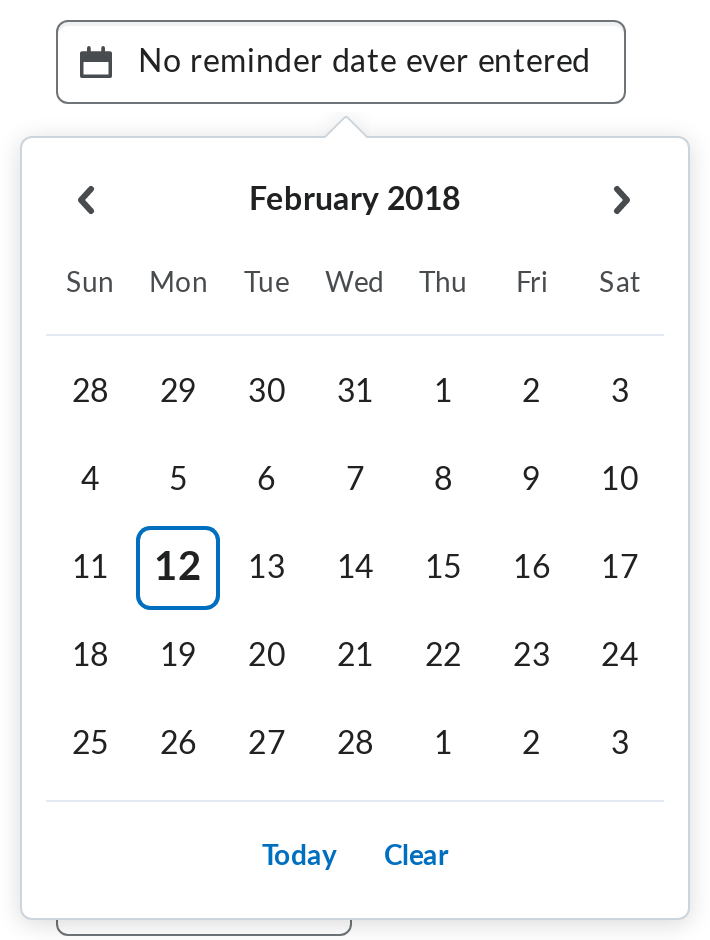 No reminder date ever entered
February 2018
Sun Mon Tue Wed Thu Fri Sat
28 29 30 31 1 2 3
4 5 6 7 8 9 10
11 12 13 14 15 16 17
18 19 20 21 22 23 24
25 26 27 28 1 2 3
Today Clear